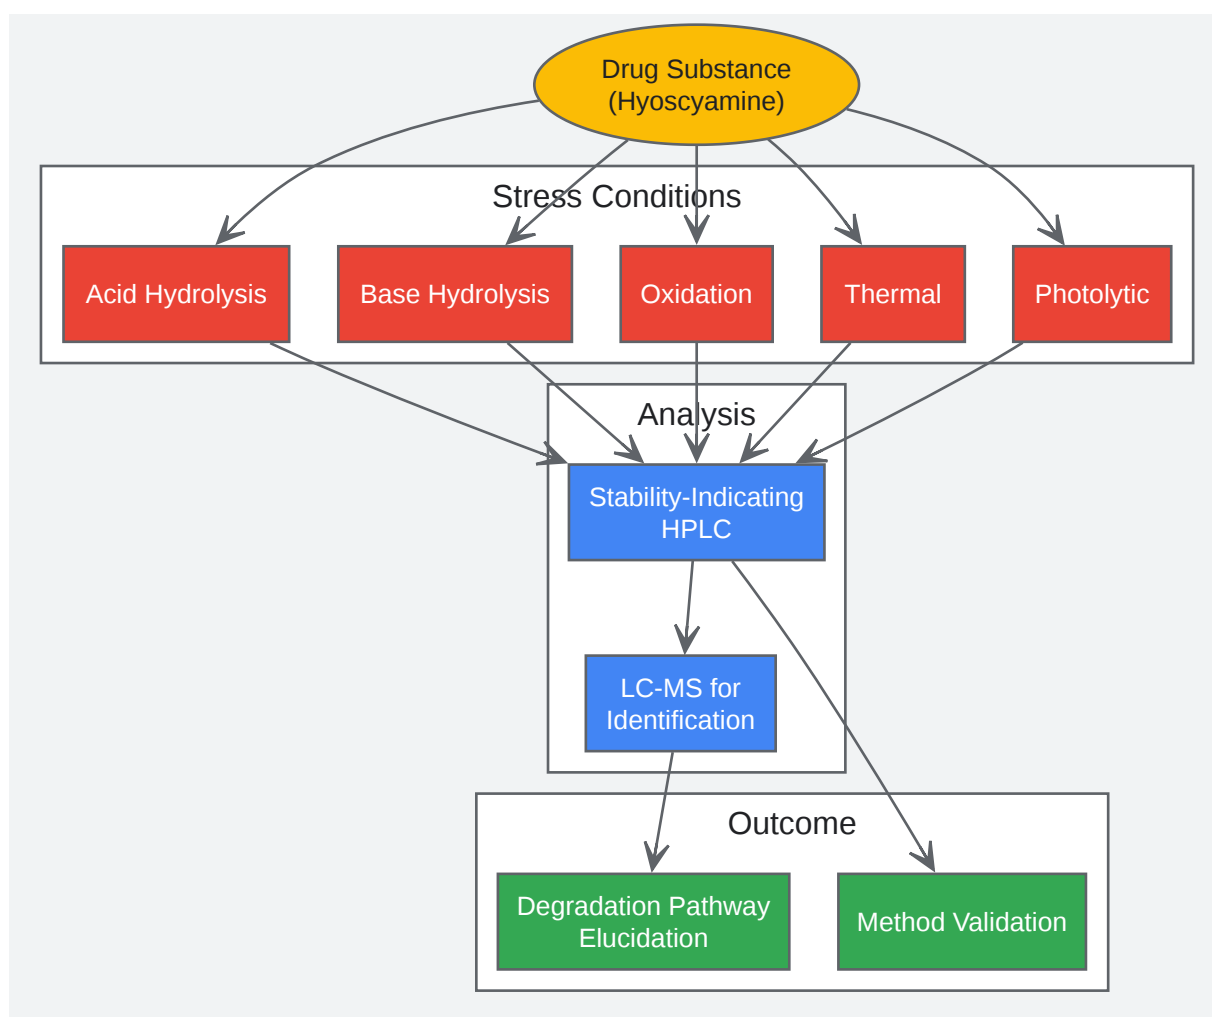 Drug Substance
(Hyoscyamine)
Stress Conditions
Acid Hydrolysis
Base Hydrolysis
Oxidation
Thermal
Photolytic
Analysis
Stability-Indicating
HPLC
LC-MS for
Identification
Outcome
Degradation Pathway
Elucidation
Method Validation